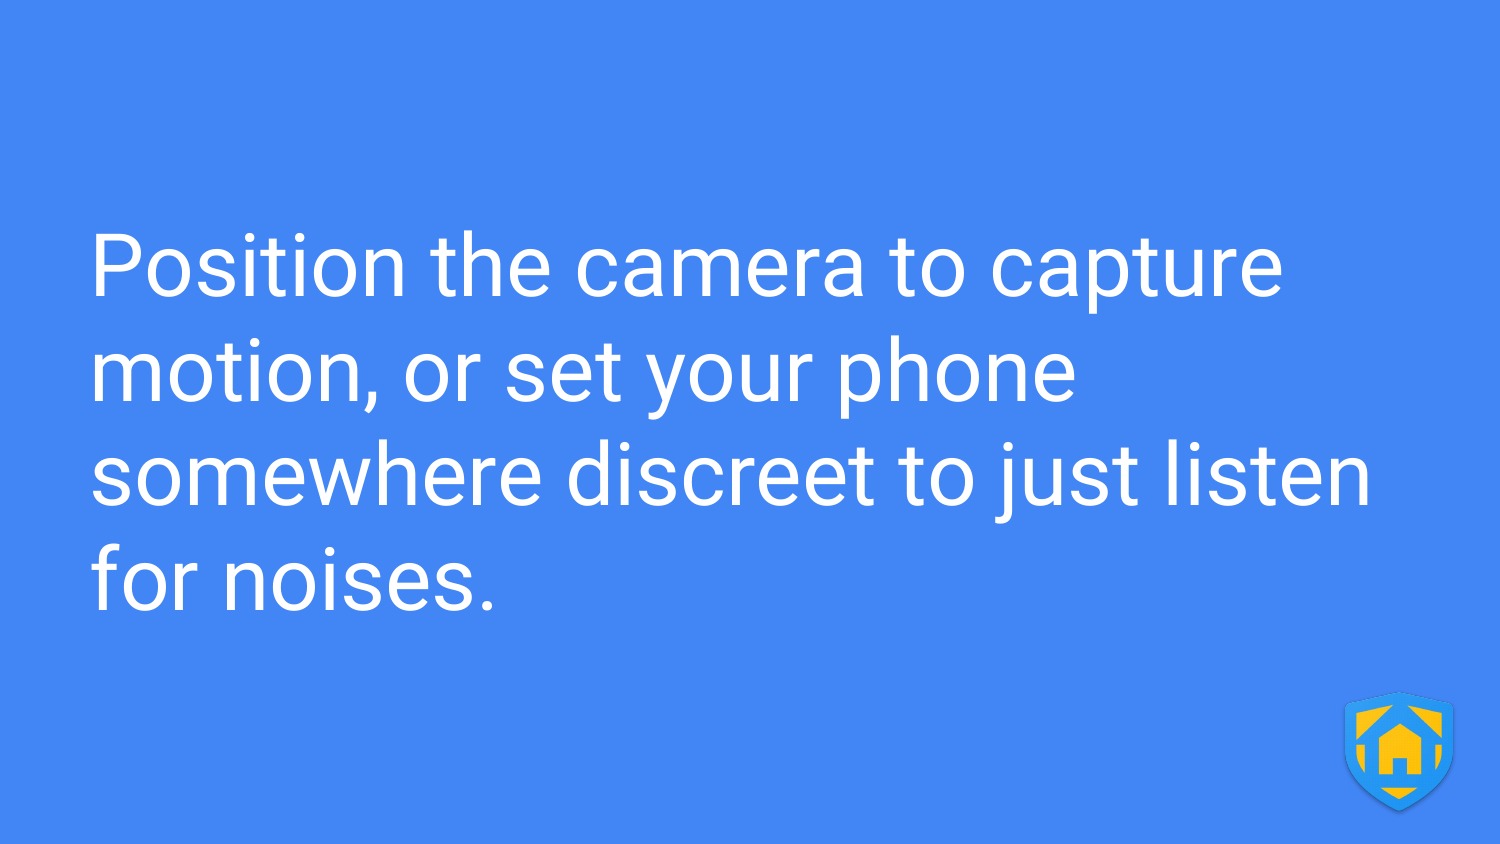 Position the camera to capture
motion, or set your phone
somewhere discreet to just listen
for noises.